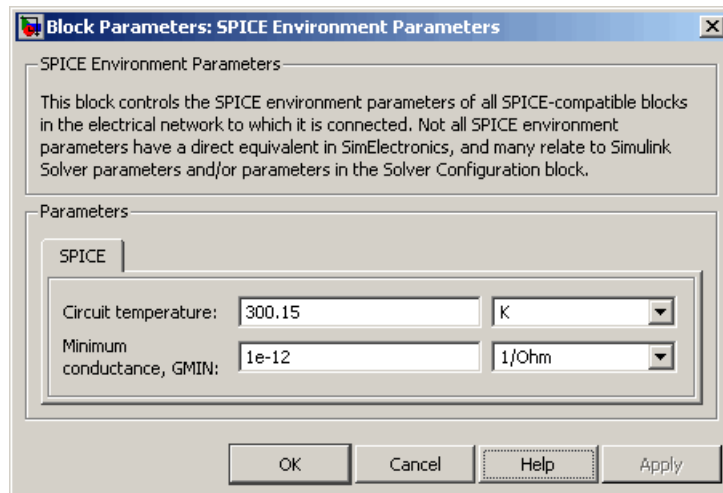 Block Parameters: SPICE Environment Parameters
SPICE Environment Parameters
This block controls the SPICE environment parameters of all SPICE-compatible blocks
in the electrical network to which it is connected. Not all SPICE environment
parameters have a direct equivalent in SimElectronics, and many relate to Simulink
Solver parameters and/or parameters in the Solver Configuration block.
Parameters
SPICE
Circuit temperature: 300.15 K
Minimum
conductance, GMIN: 1e-12 1/Ohm
OK Cancel Help Apply